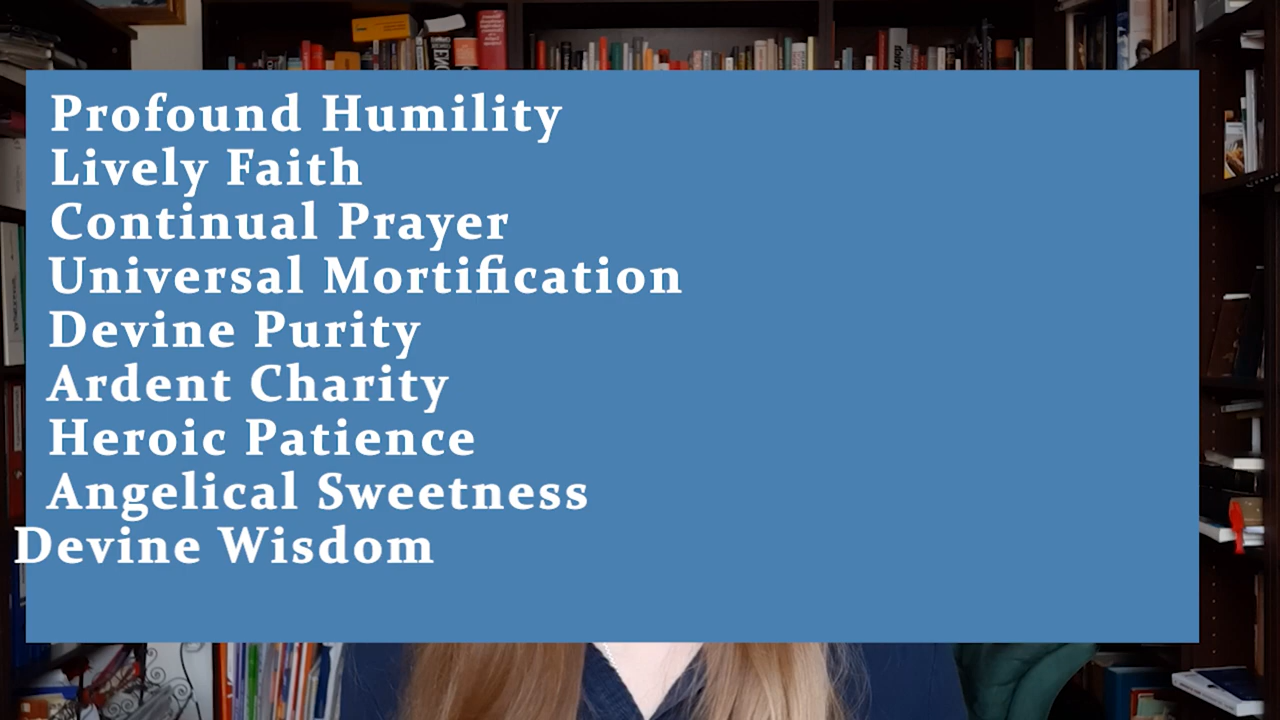 Profound Humility
Lively Faith
Continual Prayer
Universal Mortification
Devine Purity
Ardent Charity
Heroic Patience
Angelical Sweetness
Devine Wisdom